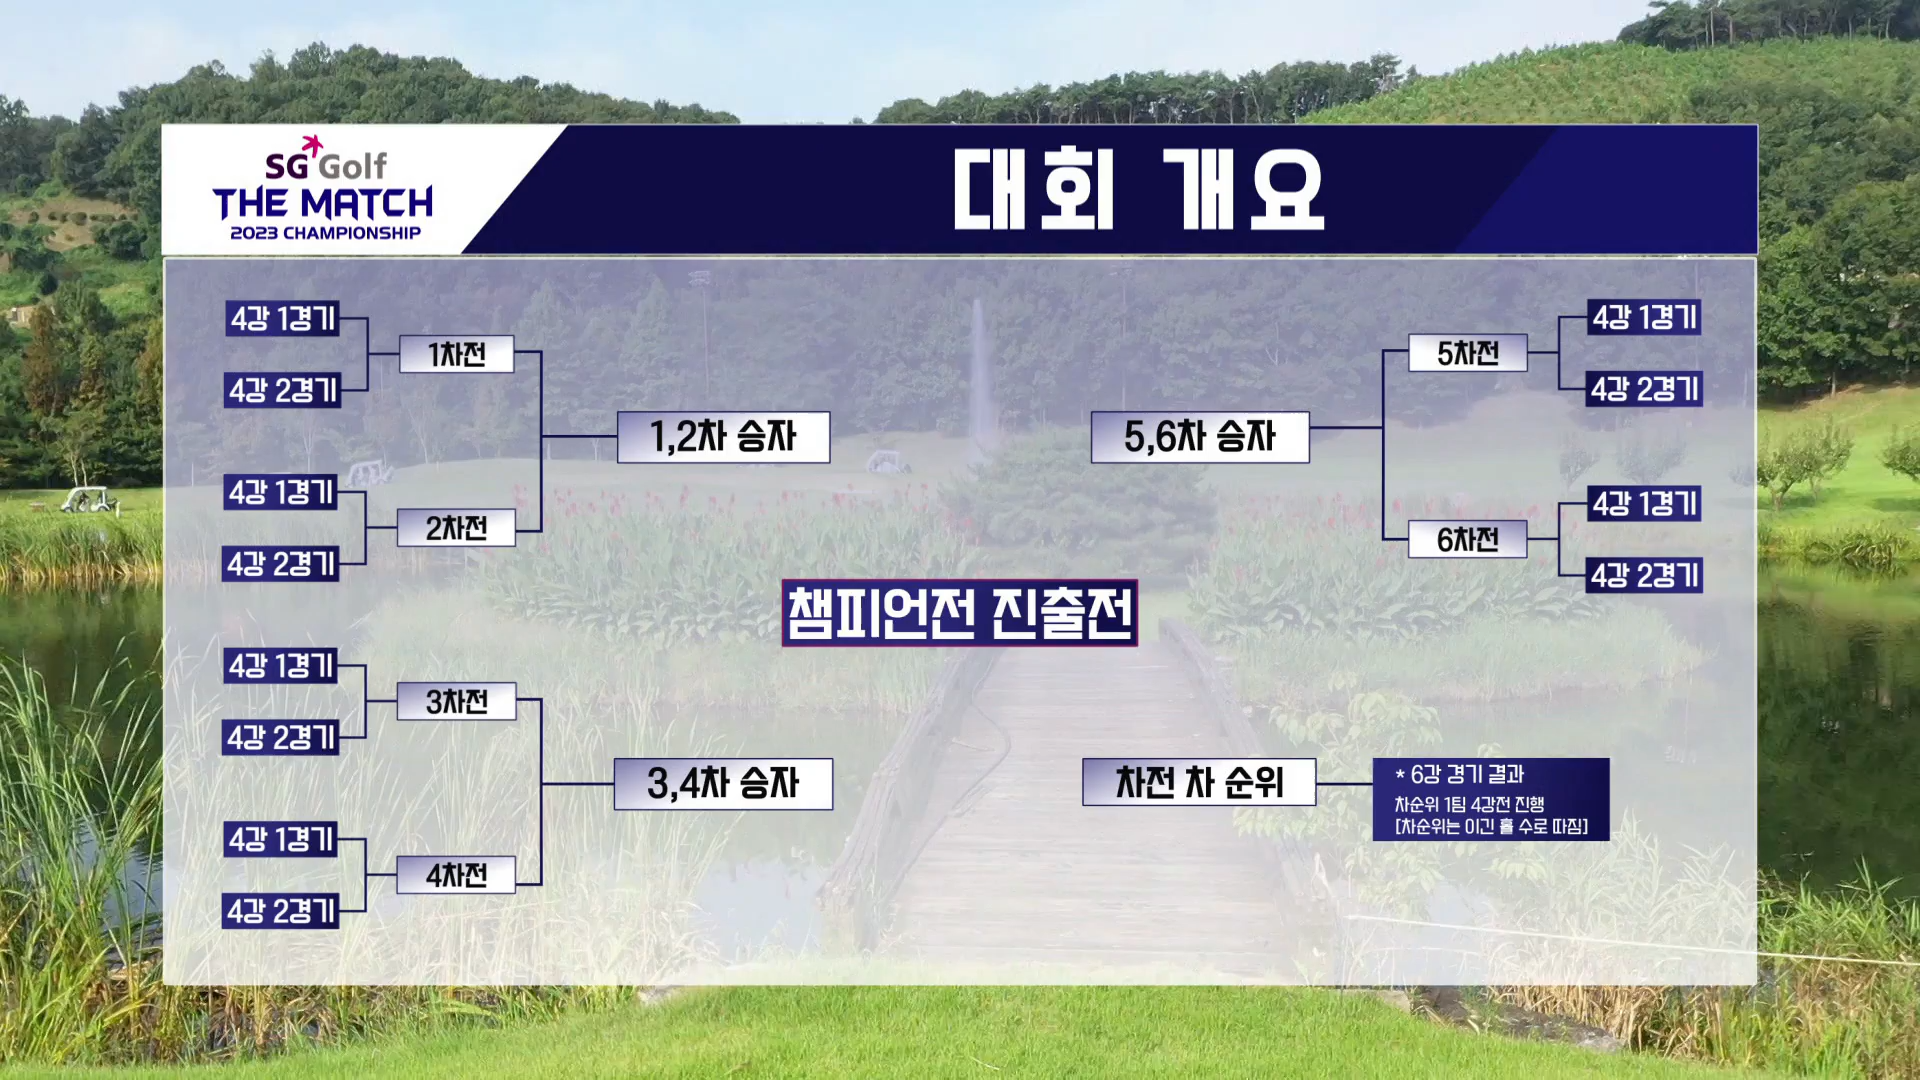 SG Golf
THE MATCH
2023 CHAMPIONSHIP
대회 개요
4강 1경기
4강 2경기
1차전
4강 1경기
4강 2경기
2차전
1,2차 승자
4강 1경기
4강 2경기
3차전
4강 1경기
4강 2경기
4차전
3,4차 승자
챔피언전 진출전
5,6차 승자
5차전
4강 1경기
4강 2경기
6차전
4강 1경기
4강 2경기
차전 차 순위
* 6강 경기 결과
차순위 1팀 4강전 진행
[차순위는 이긴 홀 수로 따짐]